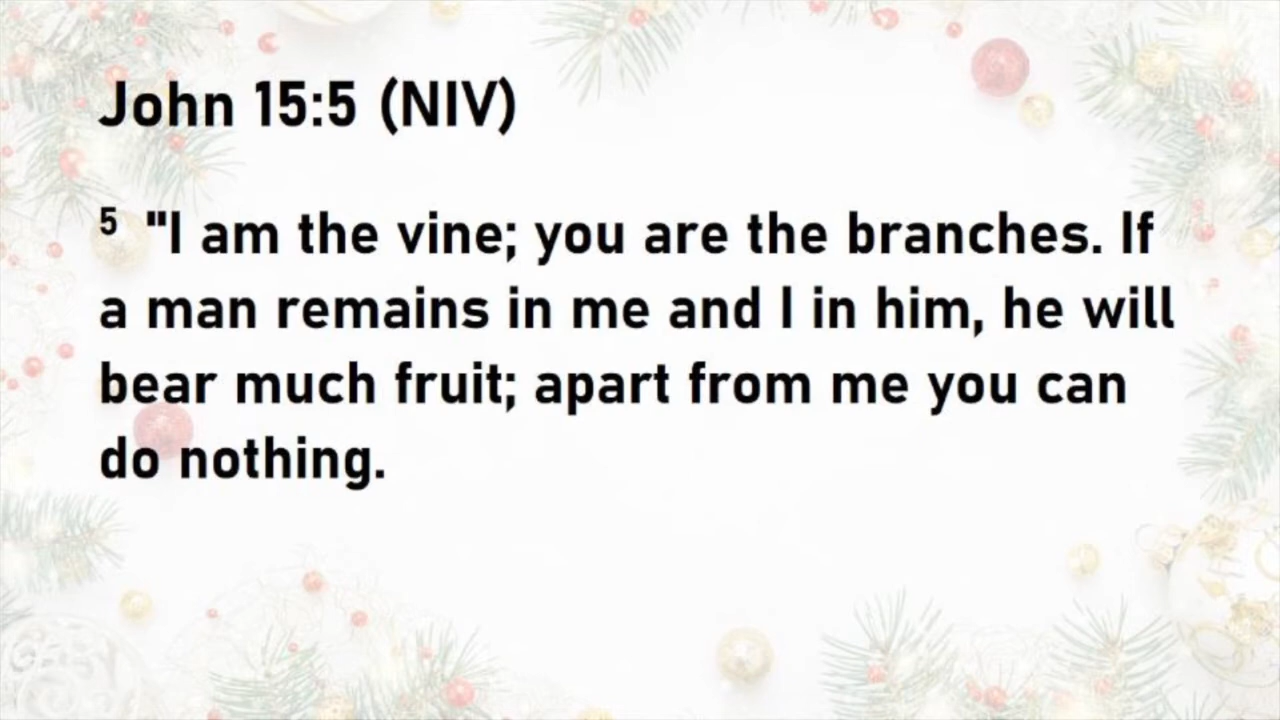 John 15:5 (NIV)
5 "I am the vine; you are the branches. If
a man remains in me and I in him, he will
bear much fruit; apart from me you can
do nothing.